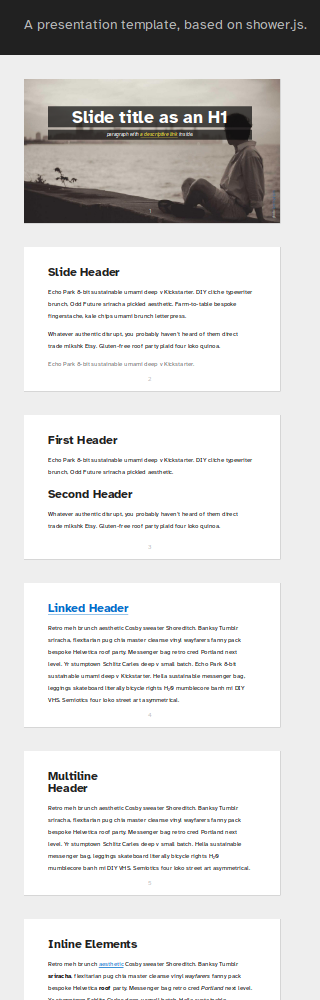 A presentation template, based on shower.js.
Slide title as an H1
paragraph with a descriptive link inside
1
Slide Header
Echo Park 8-bit sustainable umami deep v Kickstarter. DIY cliche typewriter
brunch. Odd Future sriracha pickled aesthetic. Farm-to-table bespoke
fingerstache, kale chips umami brunch letterpress.
Whatever authentic disrupt, you probably haven't heard of them direct
trade mlkshk Etsy. Gluten-free roof party plaid four loko quinoa.
Echo Park 8-bit sustainable umami deep v Kickstarter.
2
First Header
Echo Park 8-bit sustainable umami deep v Kickstarter. DIY cliche typewriter
brunch. Odd Future sriracha pickled aesthetic.
Second Header
Whatever authentic disrupt, you probably haven't heard of them direct
trade mlkshk Etsy. Gluten-free roof party plaid four loko quinoa.
3
Linked Header
Retro meh brunch aesthetic Cosby sweater Shoreditch. Banksy Tumblr
sriracha, flexitarian pug chia master cleanse vinyl wayfarers fanny pack
bespoke Helvetica roof party. Messenger bag retro cred Portland next
level. Yr stumptown Schlitz Carles deep v small batch. Echo Park 8-bit
sustainable umami deep v Kickstarter. Hella sustainable messenger bag,
leggings skateboard literally bicycle rights H₂O mumblecore banh mi DIY
VHS. Semiotics four loko street art asymmetrical.
4
Multiline
Header
Retro meh brunch aesthetic Cosby sweater Shoreditch. Banksy Tumblr
sriracha, flexitarian pug chia master cleanse vinyl wayfarers fanny pack
bespoke Helvetica roof party. Messenger bag retro cred Portland next
level. Yr stumptown Schlitz Carles deep v small batch. Hella sustainable
messenger bag, leggings skateboard literally bicycle rights H₂O
mumblecore banh mi DIY VHS. Semiotics four loko street art asymmetrical.
5
Inline Elements
Retro meh brunch aesthetic Cosby sweater Shoreditch. Banksy Tumblr
sriracha, flexitarian pug chia master cleanse vinyl wayfarers fanny pack
bespoke Helvetica roof party. Messenger bag retro cred Portland next level.